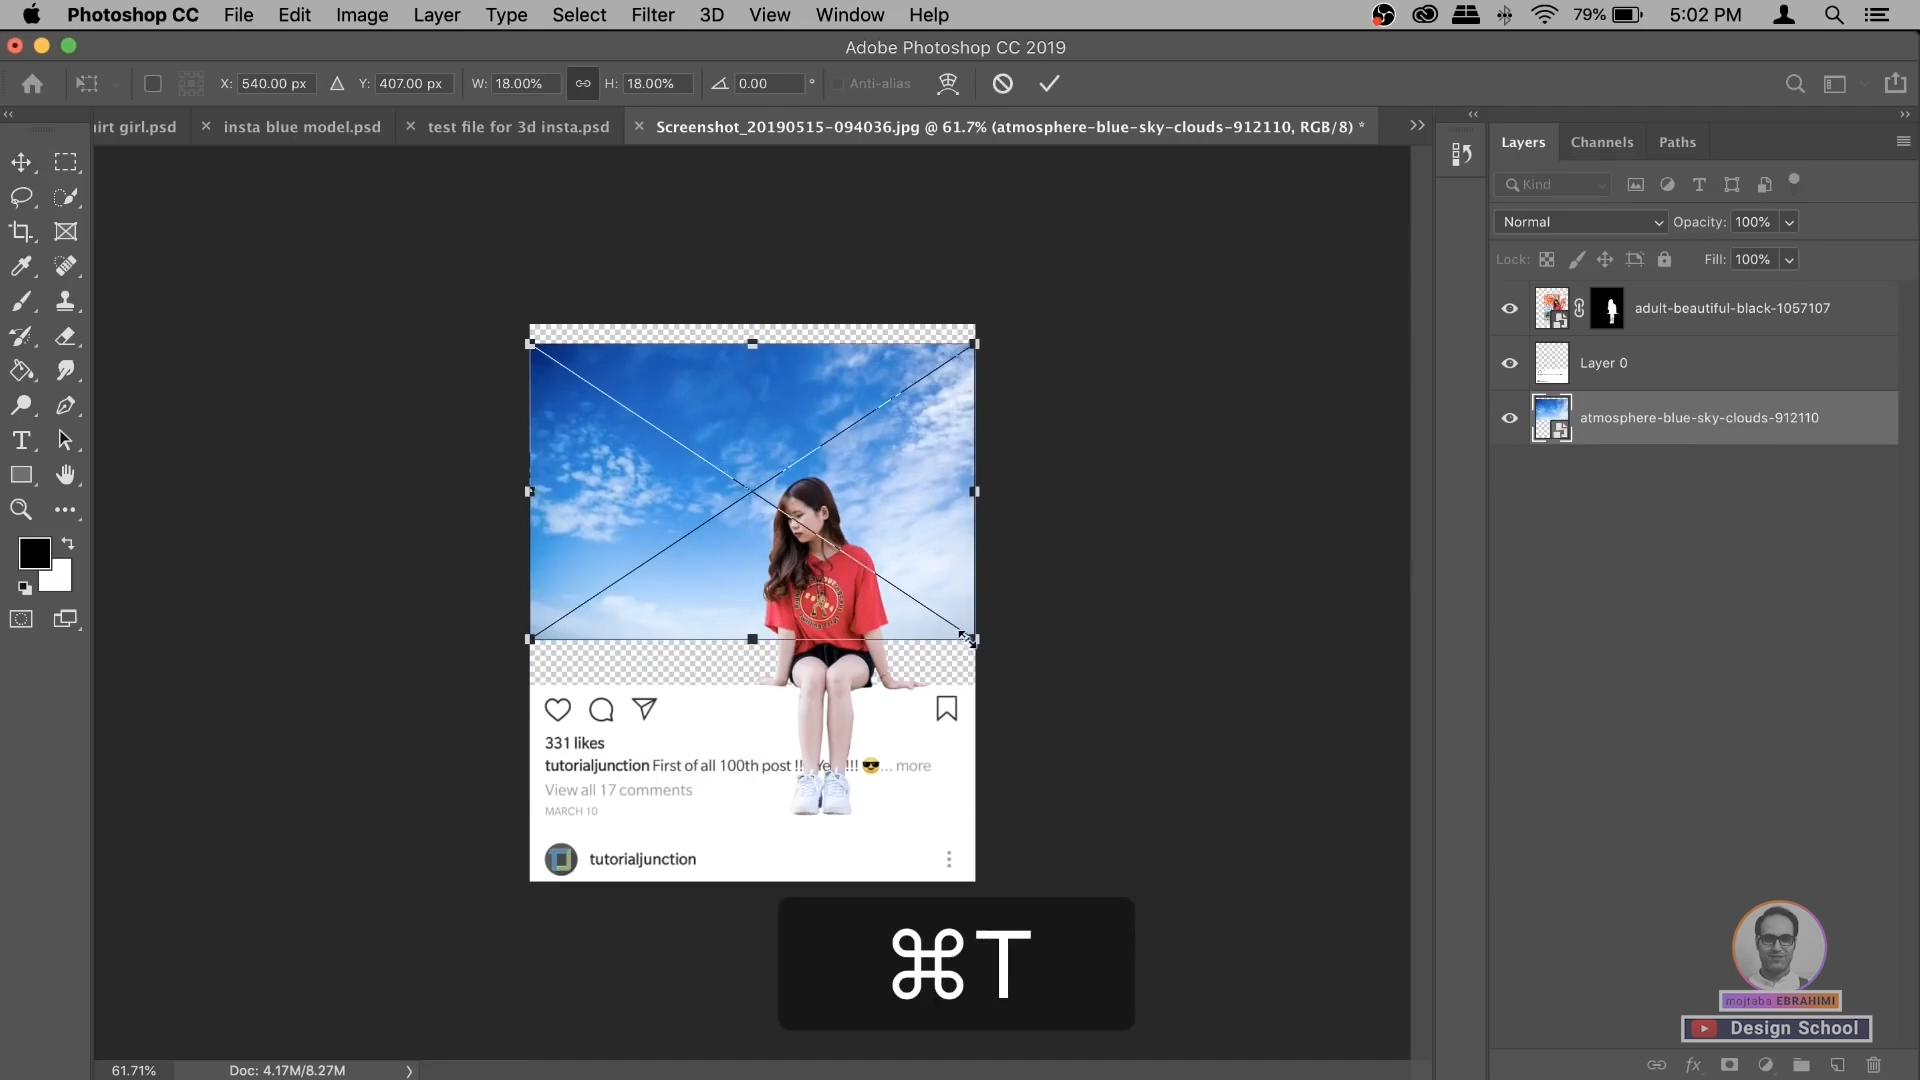 Photoshop CC File Edit Image Layer Type Select Filter 3D View Window Help 79% 5:02 PM
Adobe Photoshop CC 2019
X: 540.00 px Y: 407.00 px W: 18.00% H: 18.00% 0.00 ° Anti-alias
irt girl.psd × insta blue model.psd × test file for 3d insta.psd × Screenshot_20190515-094036.jpg @ 61.7% (atmosphere-blue-sky-clouds-912110, RGB/8) *
Layers Channels Paths
Kind
Normal Opacity: 100%
Lock: Fill: 100%
adult-beautiful-black-1057107
Layer 0
atmosphere-blue-sky-clouds-912110
331 likes
tutorialjunction First of all 100th post !! Ye !!! 😎... more
View all 17 comments
MARCH 10
tutorialjunction
⌘T
mojtaba EBRAHIMI
Design School
61.71% Doc: 4.17M/8.27M